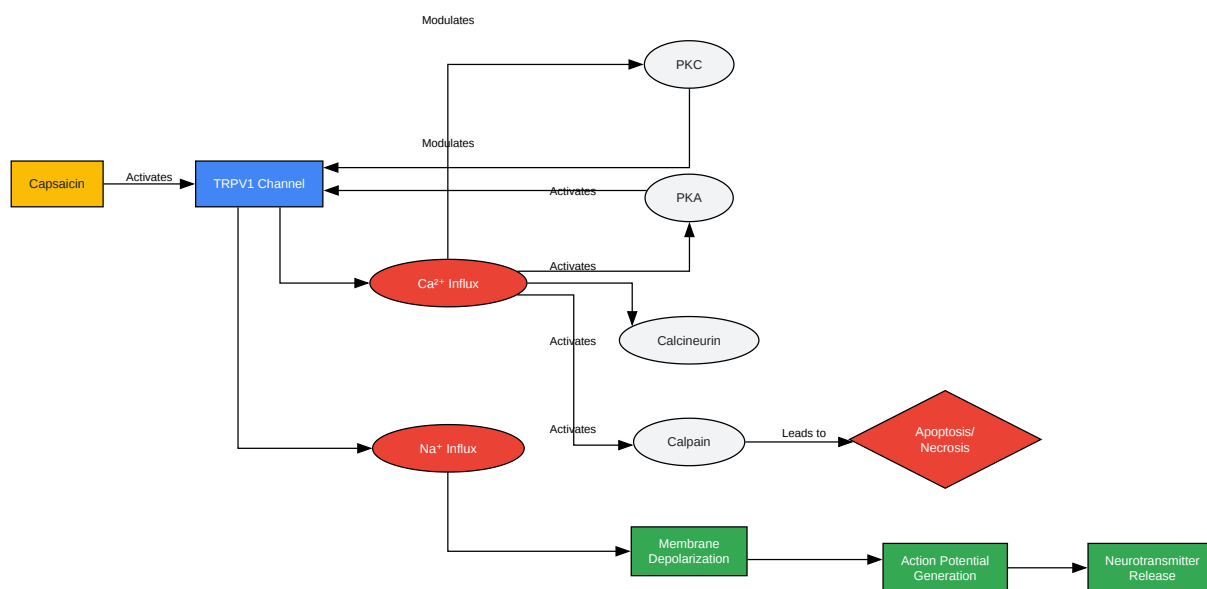 Modulates
PKC
Modulates
Capsaicin
Activates
TRPV1 Channel
Activates
PKA
Activates
Ca²⁺ Influx
Activates
Calcineurin
Activates
Calpain
Leads to
Apoptosis/
Necrosis
Na⁺ Influx
Membrane
Depolarization
Action Potential
Generation
Neurotransmitter
Release